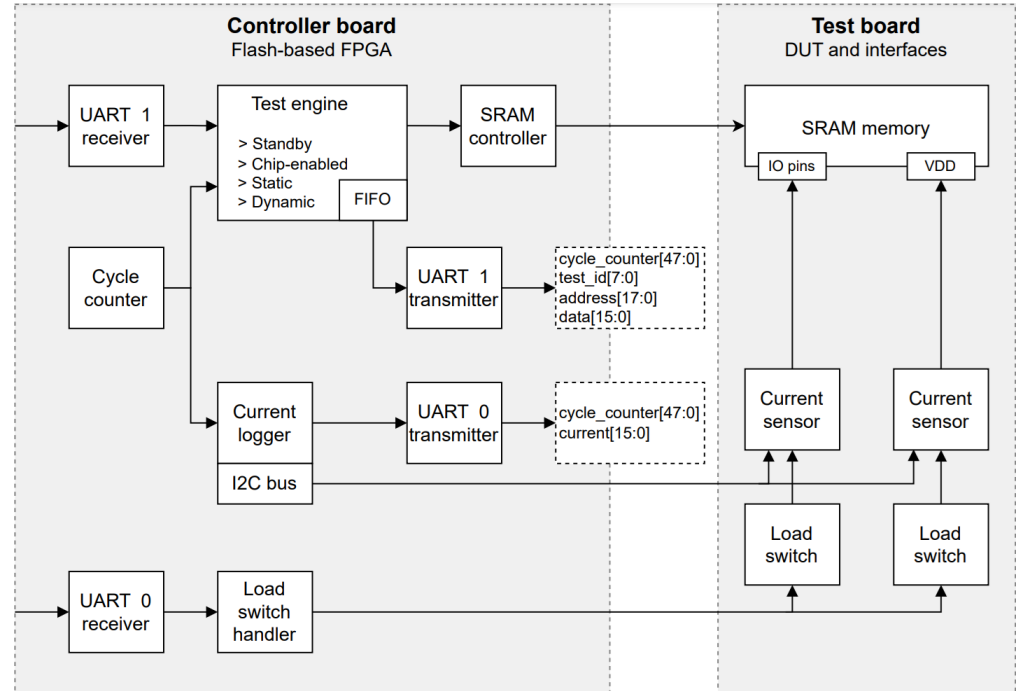 Controller board
Flash-based FPGA
Test board
DUT and interfaces
UART 1
receiver
Test engine
> Standby
> Chip-enabled
> Static
> Dynamic
FIFO
SRAM
controller
SRAM memory
IO pins
VDD
Cycle
counter
UART 1
transmitter
cycle_counter[47:0]
test_id[7:0]
address[17:0]
data[15:0]
Current
logger
I2C bus
UART 0
transmitter
cycle_counter[47:0]
current[15:0]
Current
sensor
Current
sensor
Load
switch
Load
switch
UART 0
receiver
Load
switch
handler